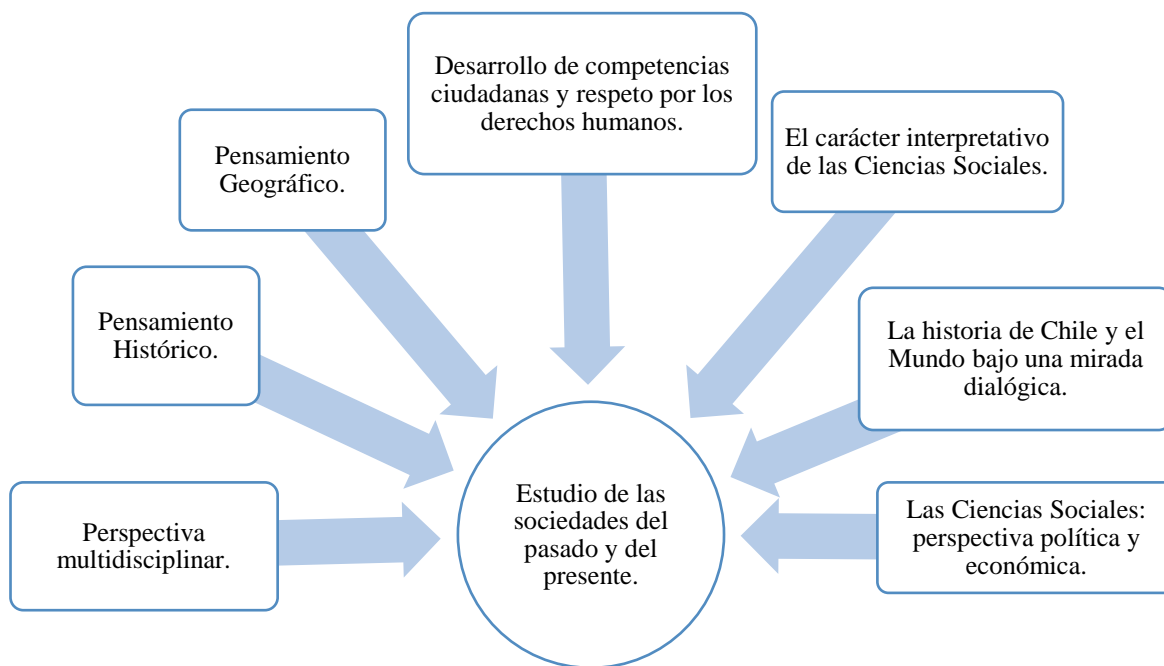 Desarrollo de competencias
ciudadanas y respeto por los
derechos humanos.
Pensamiento
Geográfico.
El carácter interpretativo
de las Ciencias Sociales.
Pensamiento
Histórico.
La historia de Chile y el
Mundo bajo una mirada
dialógica.
Perspectiva
multidisciplinar.
Estudio de las
sociedades del
pasado y del
presente.
Las Ciencias Sociales:
perspectiva política y
económica.